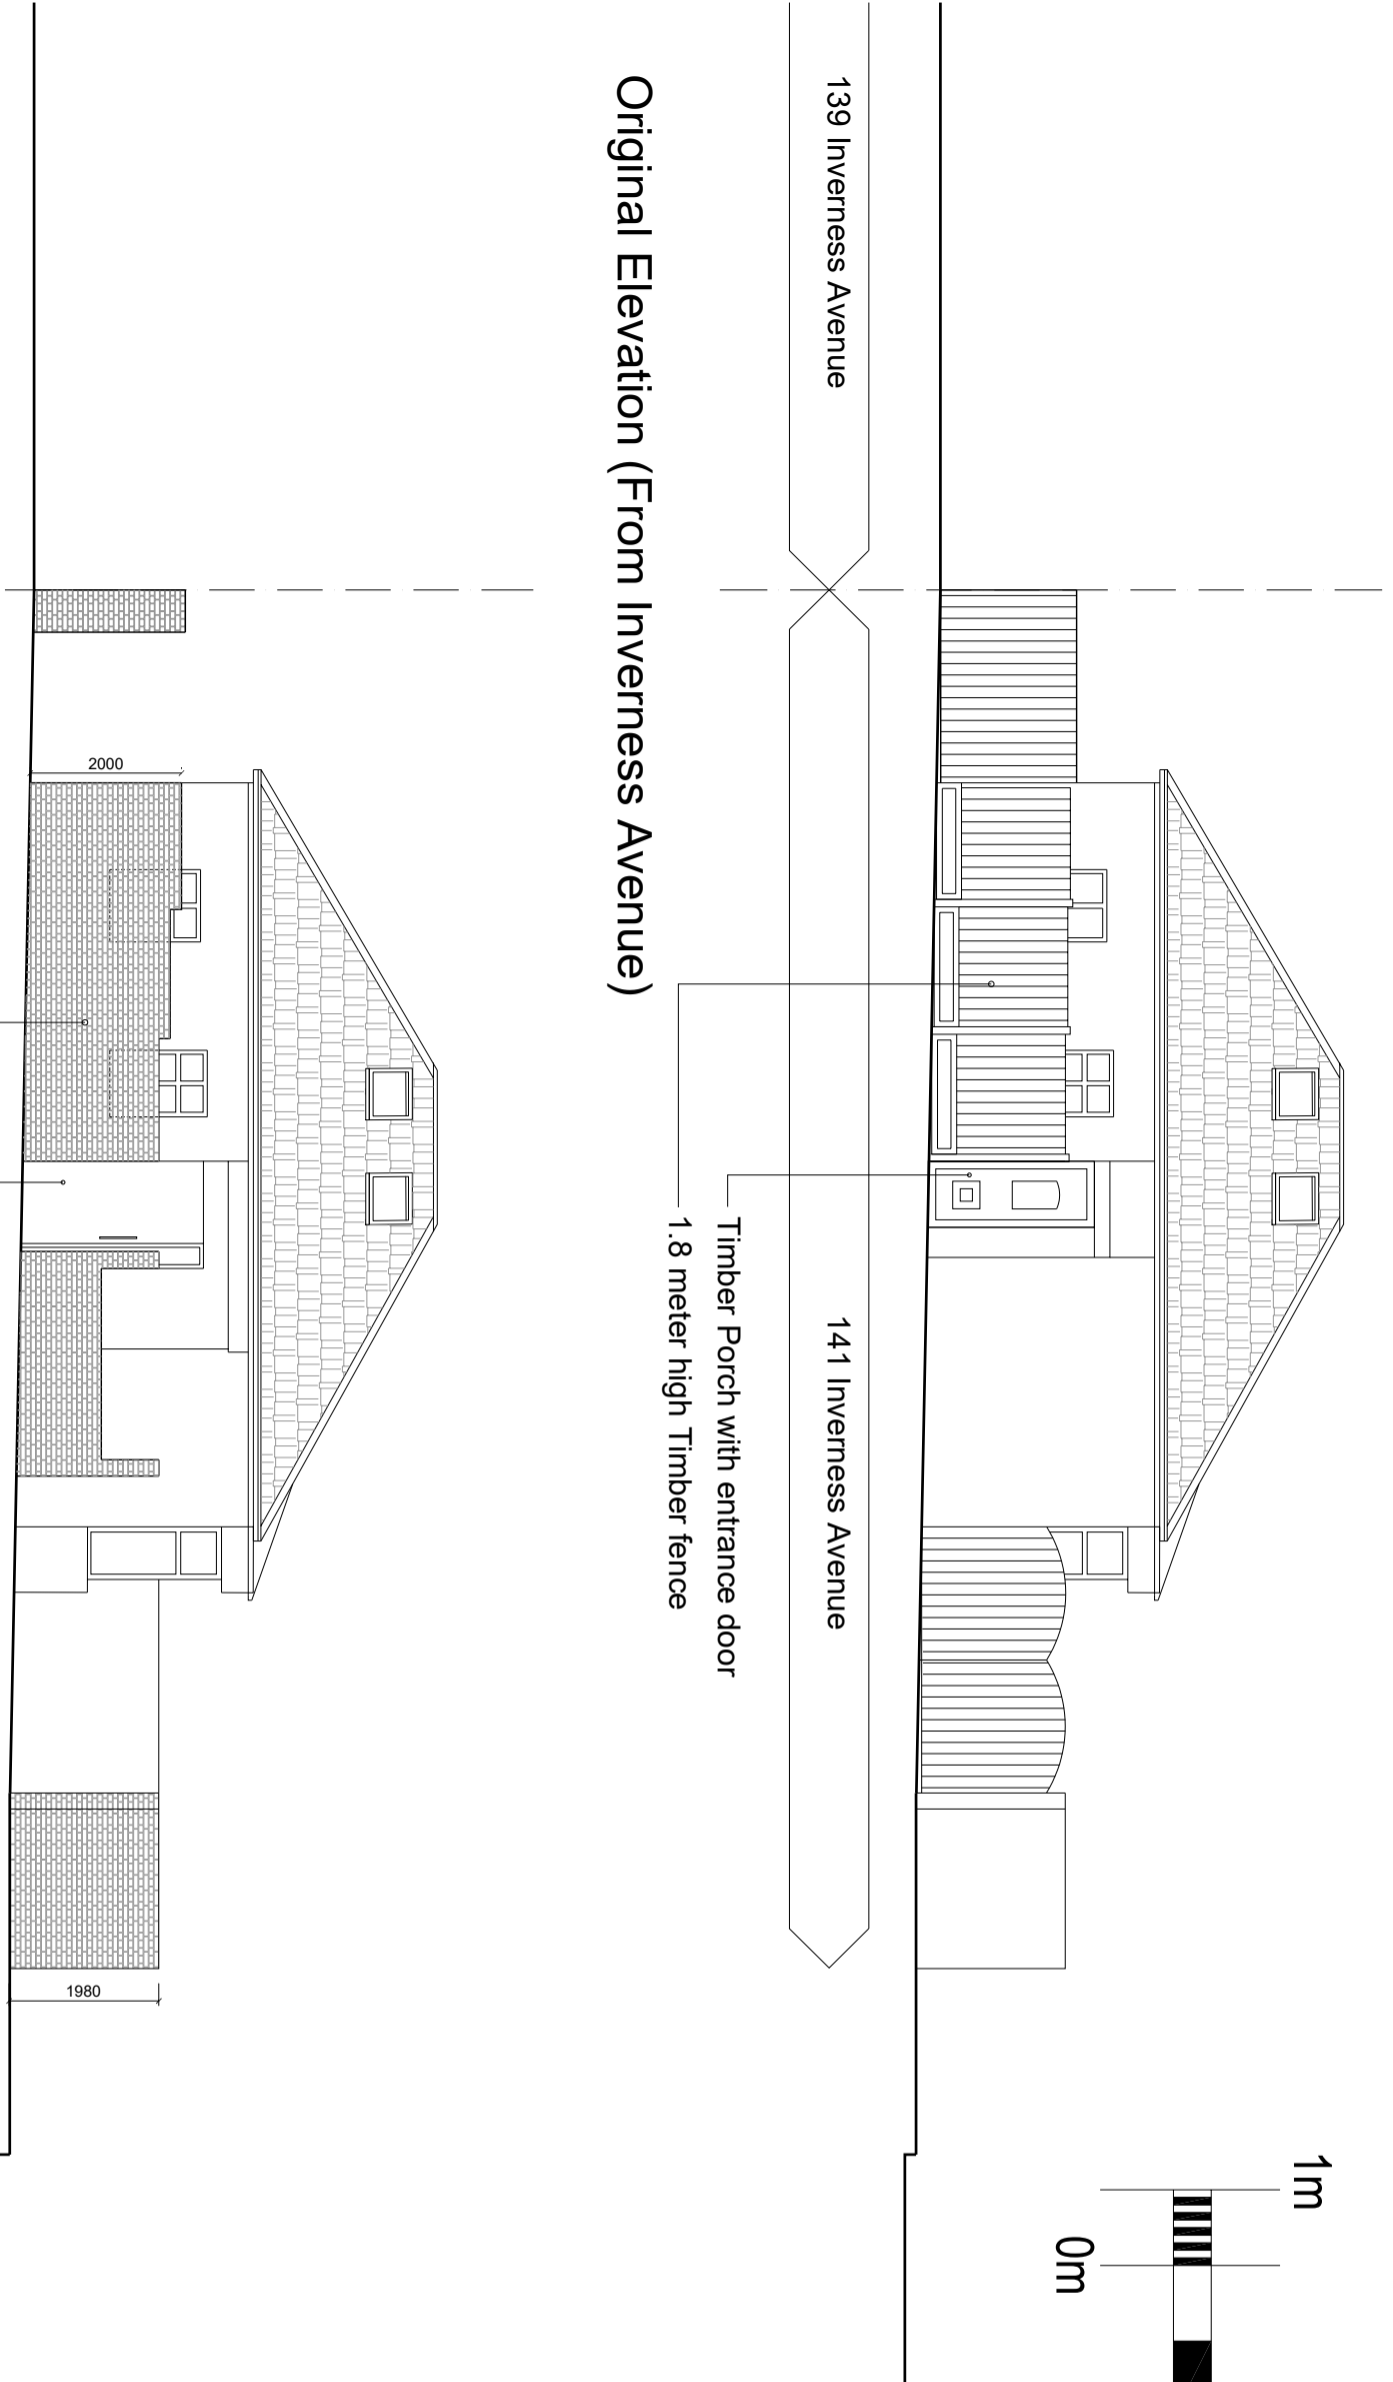 1m
0m
139 Inverness Avenue
141 Inverness Avenue
Timber Porch with entrance door
1.8 meter high Timber fence
Original Elevation (From Inverness Avenue)
2000
1980